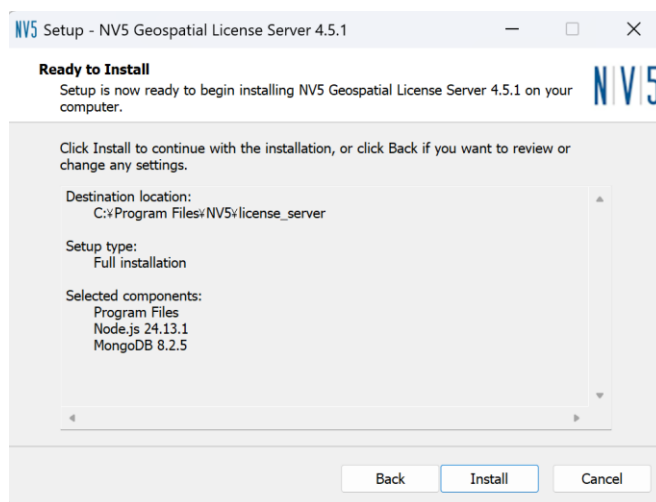 NV5 Setup - NV5 Geospatial License Server 4.5.1
Ready to Install
Setup is now ready to begin installing NV5 Geospatial License Server 4.5.1 on your
computer.
N|V|5
Click Install to continue with the installation, or click Back if you want to review or
change any settings.
Destination location:
C:¥Program Files¥NV5¥license_server
Setup type:
Full installation
Selected components:
Program Files
Node.js 24.13.1
MongoDB 8.2.5
Back
Install
Cancel